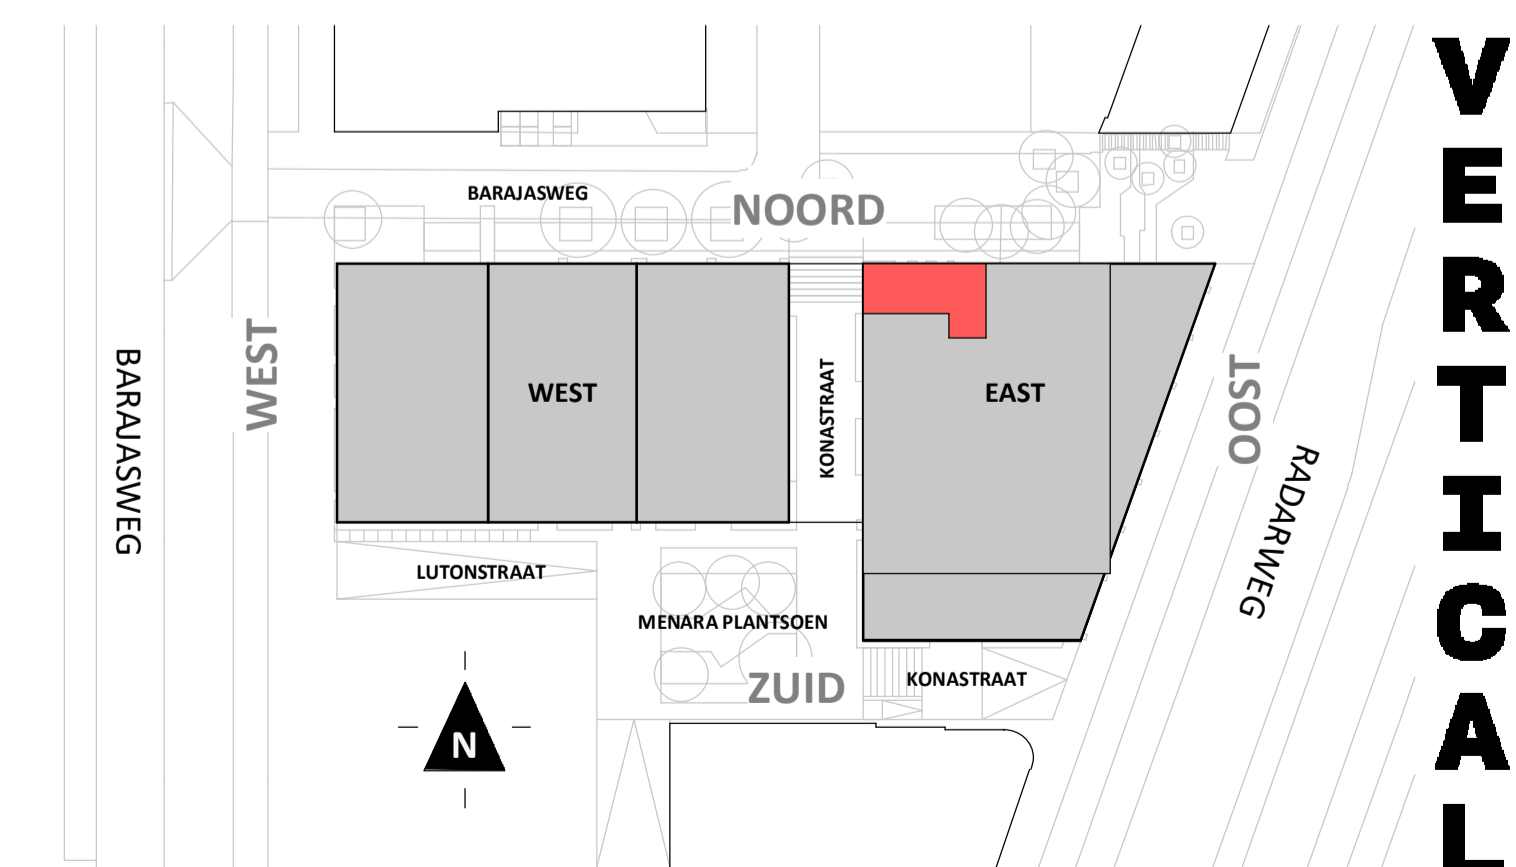 BARAJASWEG
NOORD
WEST
BARAJASWEG
WEST
KONASTRAAT
EAST
OOST
RADARWEG
LUTONSTRAAT
MENARA PLANTSOEN
ZUID
KONASTRAAT
N
VERTICAL